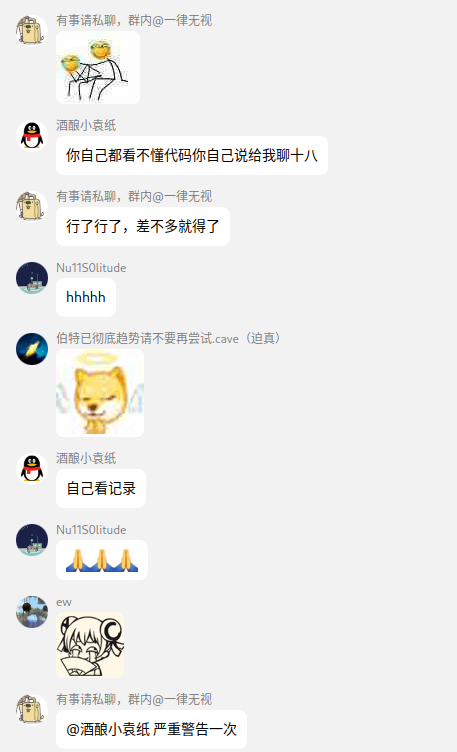 有事请私聊，群内@一律无视
酒酿小袁纸
你自己都看不懂代码你自己说给我聊十八
有事请私聊，群内@一律无视
行了行了，差不多就得了
Nu11S0litude
hhhhh
伯特已彻底趋势请不要再尝试.cave（迫真）
酒酿小袁纸
自己看记录
Nu11S0litude
🙏🙏🙏
ew
有事请私聊，群内@一律无视
@酒酿小袁纸 严重警告一次